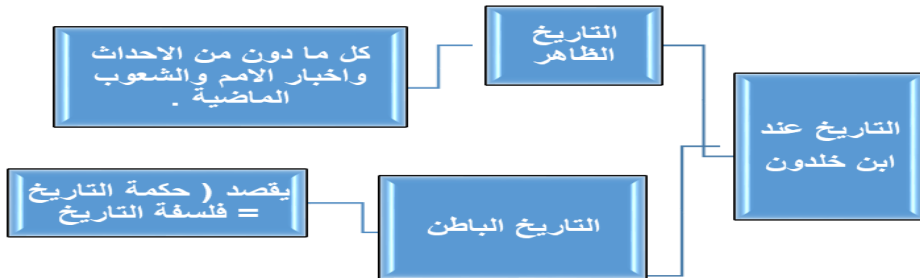 التاريخ عند
ابن خلدون
التاريخ
الظاهر
كل ما دون من الاحداث
واخبار الامم والشعوب
الماضية .
التاريخ الباطن
يقصد ( حكمة التاريخ
= فلسفة التاريخ